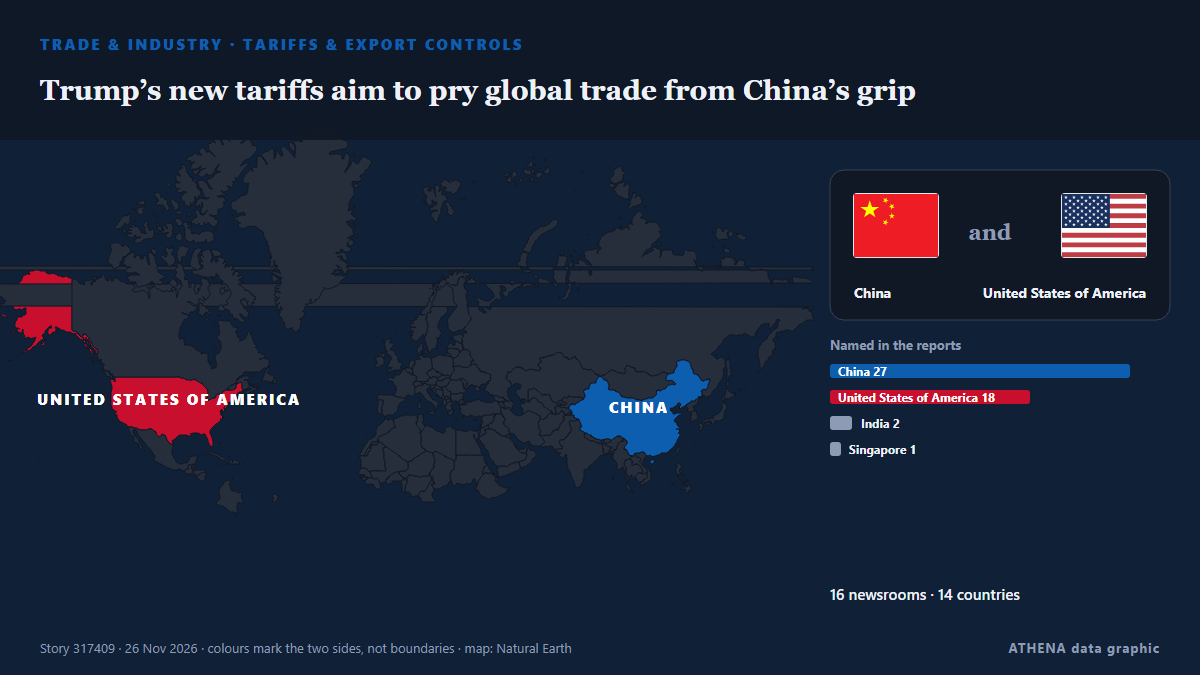 TRADE & INDUSTRY · TARIFFS & EXPORT CONTROLS
Trump’s new tariffs aim to pry global trade from China’s grip
UNITED STATES OF AMERICA
CHINA
and
China
United States of America
Named in the reports
China 27
United States of America 18
India 2
Singapore 1
16 newsrooms · 14 countries
Story 317409 · 26 Nov 2026 · colours mark the two sides, not boundaries · map: Natural Earth
ATHENA data graphic